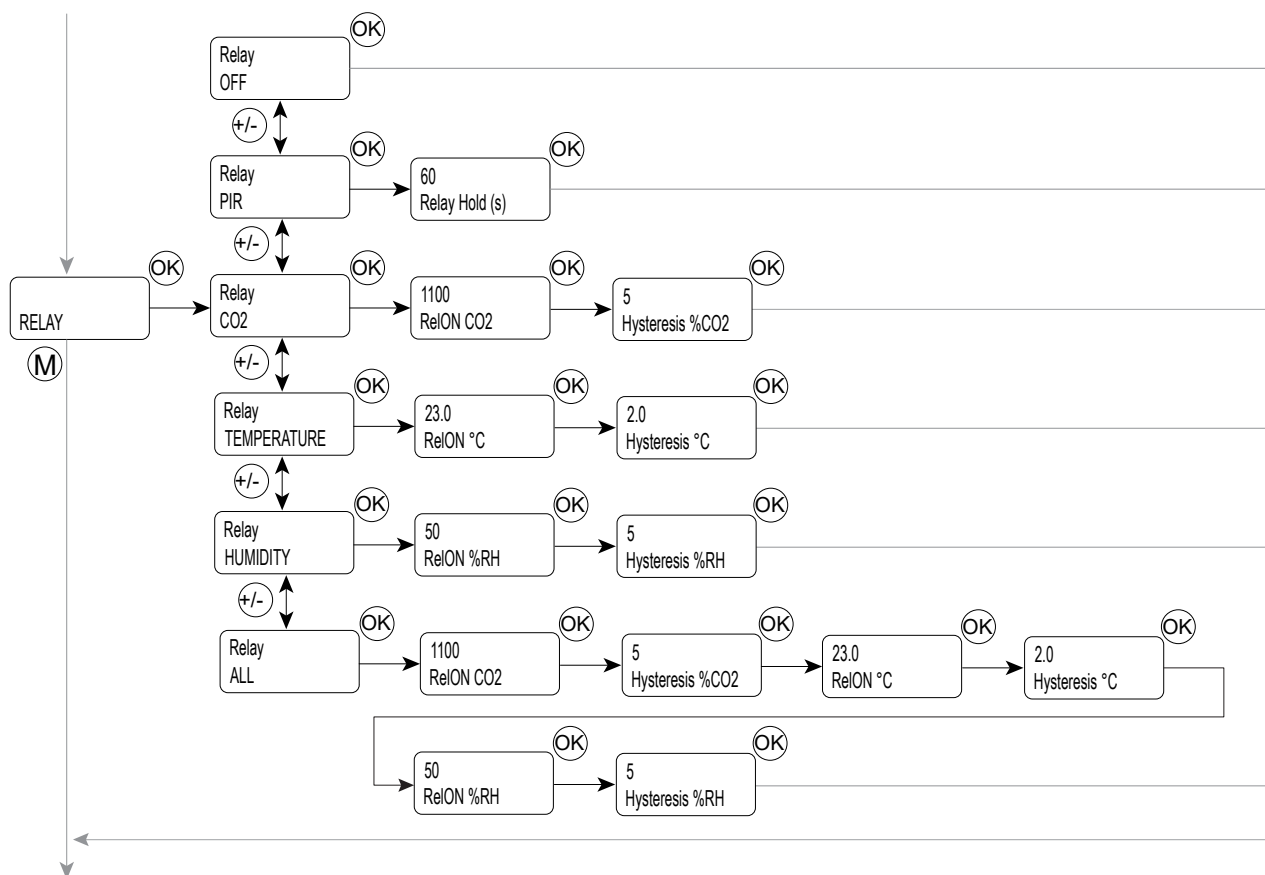 OK
Relay
OFF
+/-
OK
OK
Relay
PIR
60
Relay Hold (s)
+/-
OK
OK
OK
OK
RELAY
Relay
CO2
1100
RelON CO2
5
Hysteresis %CO2
M
+/-
OK
OK
OK
Relay
TEMPERATURE
23.0
RelON °C
2.0
Hysteresis °C
+/-
OK
OK
OK
Relay
HUMIDITY
50
RelON %RH
5
Hysteresis %RH
+/-
OK
OK
OK
OK
OK
Relay
ALL
1100
RelON CO2
5
Hysteresis %CO2
23.0
RelON °C
2.0
Hysteresis °C
OK
OK
50
RelON %RH
5
Hysteresis %RH